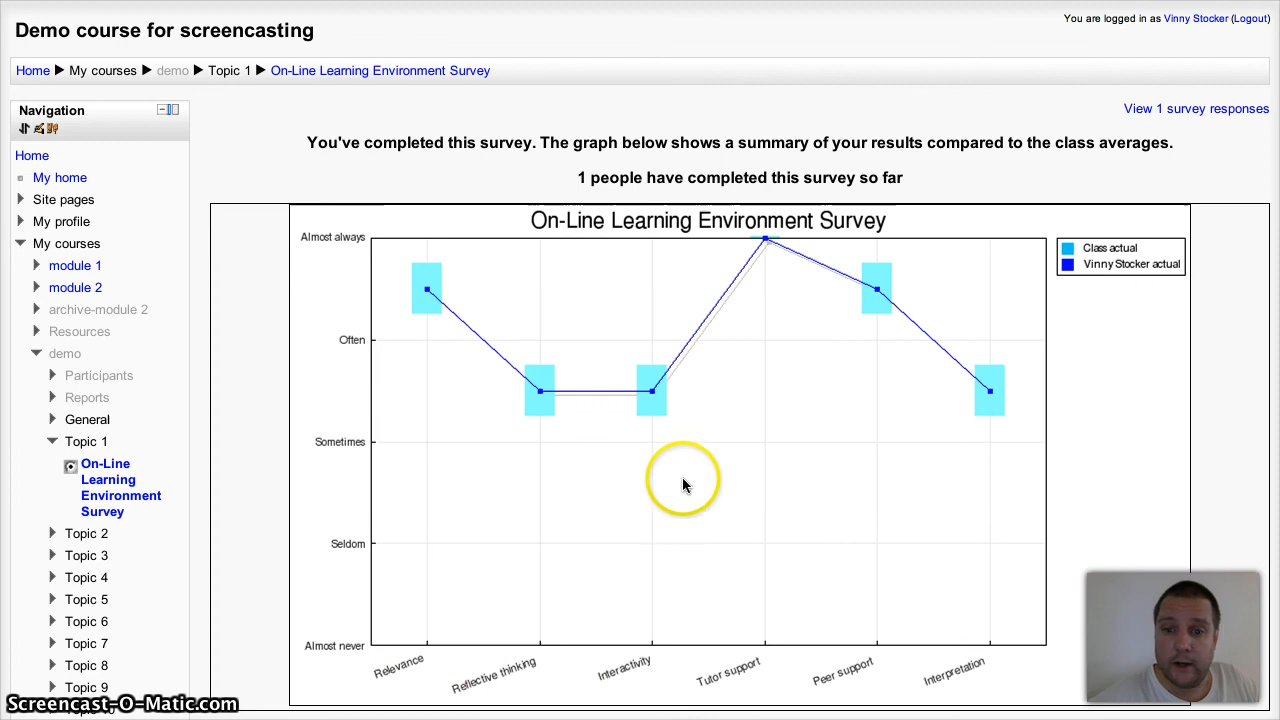 Demo course for screencasting
You are logged in as Vinny Stocker (Logout)
Home ▶ My courses ▶ demo ▶ Topic 1 ▶ On-Line Learning Environment Survey
Navigation
View 1 survey responses
Home
My home
Site pages
My profile
My courses
module 1
module 2
archive-module 2
Resources
demo
Participants
Reports
General
Topic 1
On-Line
Learning
Environment
Survey
Topic 2
Topic 3
Topic 4
Topic 5
Topic 6
Topic 7
Topic 8
Topic 9
You've completed this survey. The graph below shows a summary of your results compared to the class averages.
1 people have completed this survey so far
On-Line Learning Environment Survey
Almost always
Often
Sometimes
Seldom
Almost never
Class actual
Vinny Stocker actual
Relevance
Reflective thinking
Interactivity
Tutor support
Peer support
Interpretation
Screencast-O-Matic.com